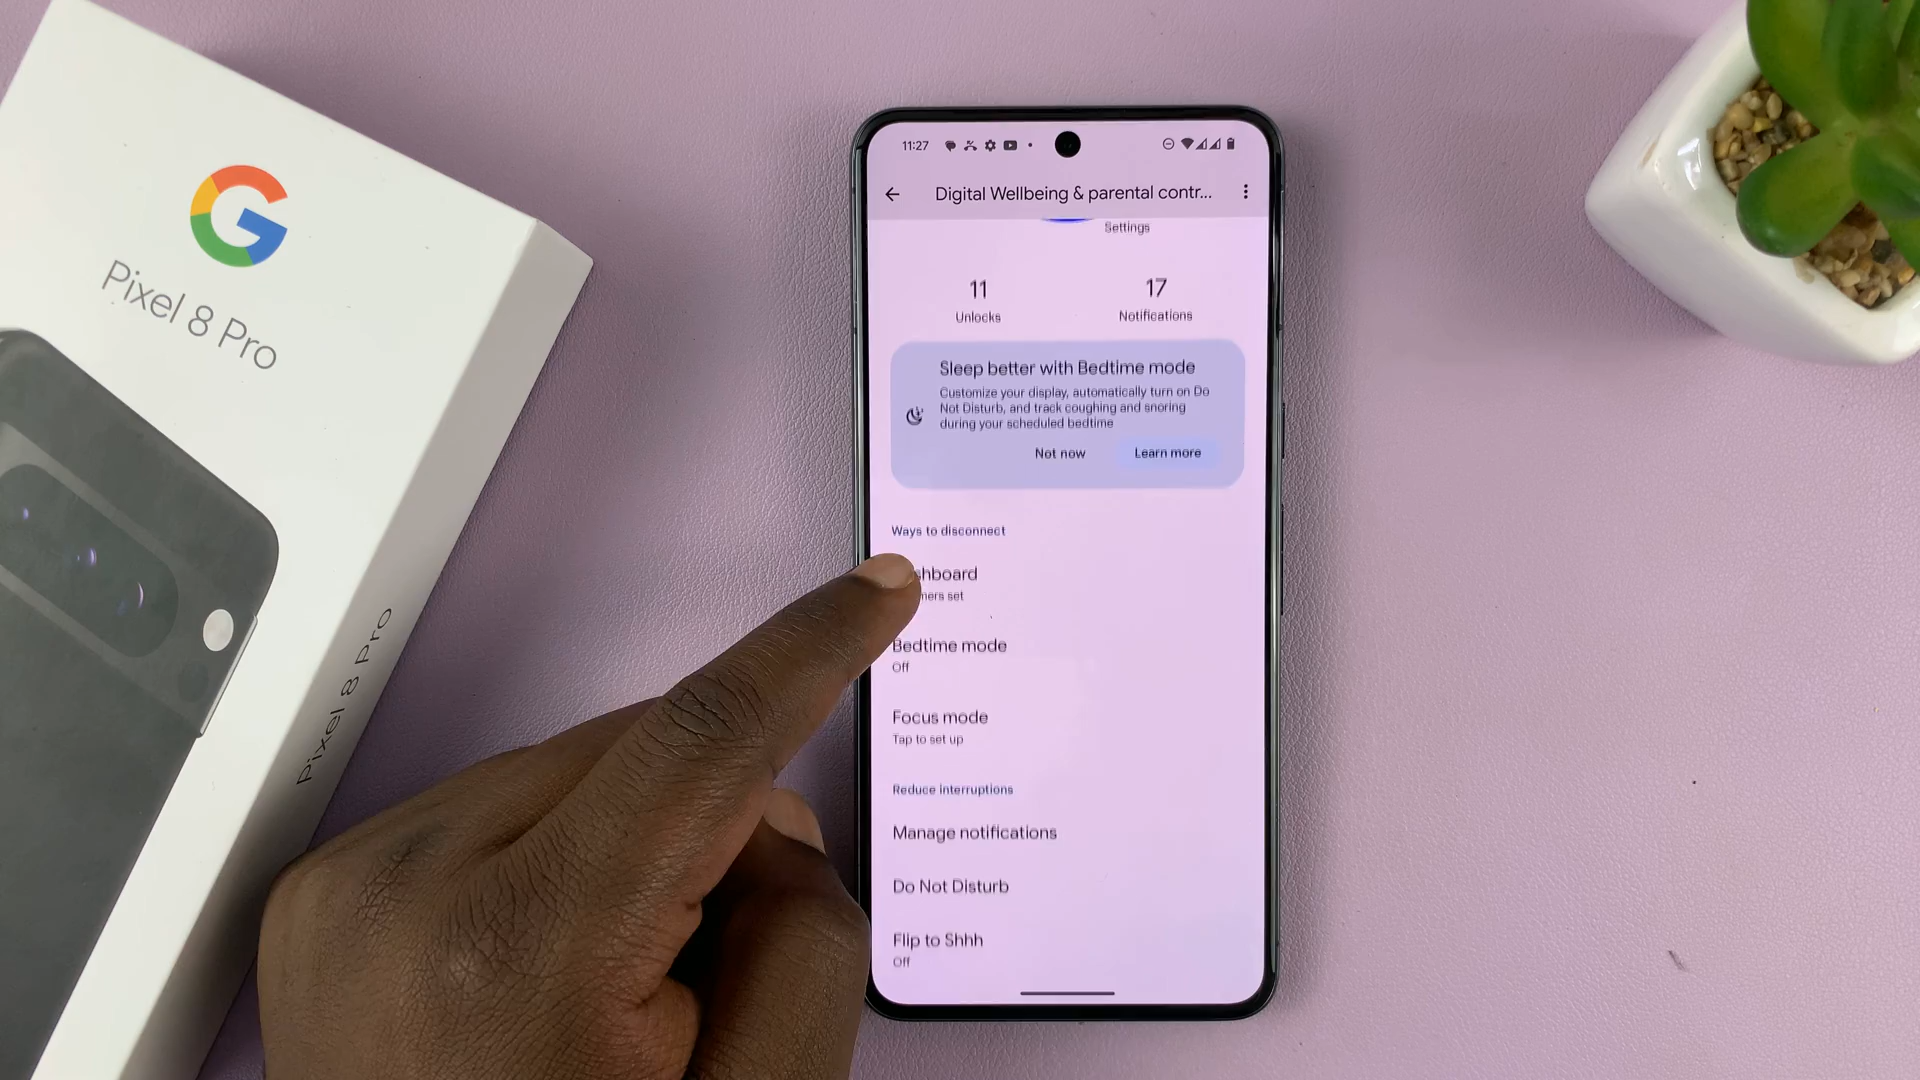 G
Pixel 8 Pro
Pixel 8 Pro
11:27
Digital Wellbeing & parental contr...
Settings
11
Unlocks
17
Notifications
Sleep better with Bedtime mode
Customize your display, automatically turn on Do
Not Disturb, and track coughing and snoring
during your scheduled bedtime
Not now
Learn more
Ways to disconnect
set
Bedtime mode
Off
Focus mode
Tap to set up
Reduce interruptions
Manage notifications
Do Not Disturb
Flip to Shhh
Off